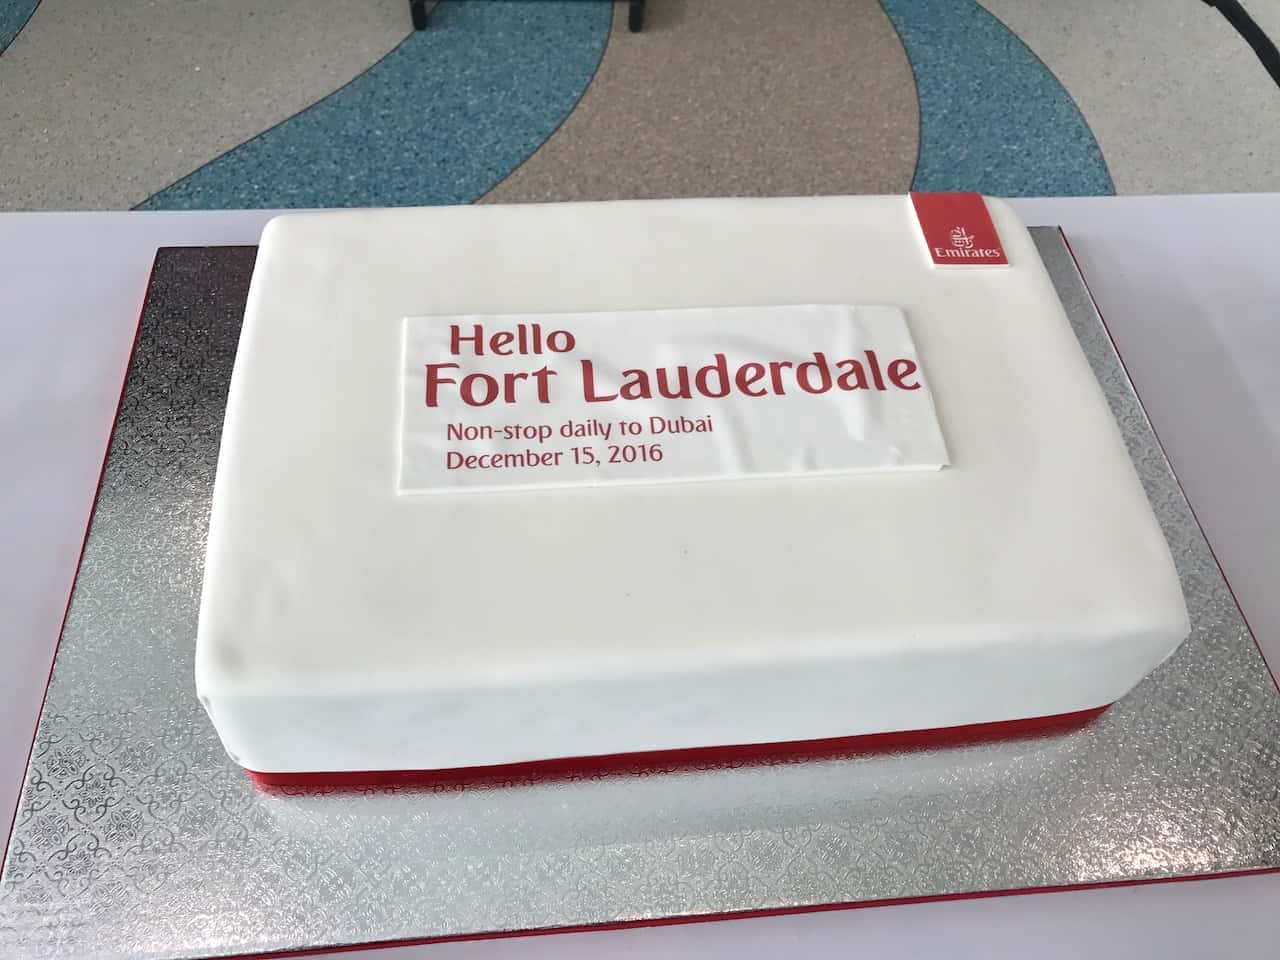 Emirates
Hello
Fort Lauderdale
Non-stop daily to Dubai
December 15, 2016